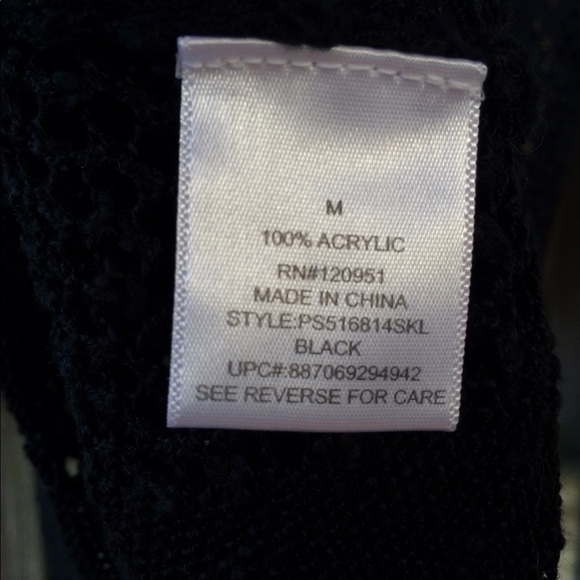 M
100% ACRYLIC
RN#120951
MADE IN CHINA
STYLE:PS516814SKL
BLACK
UPC#:887069294942
SEE REVERSE FOR CARE